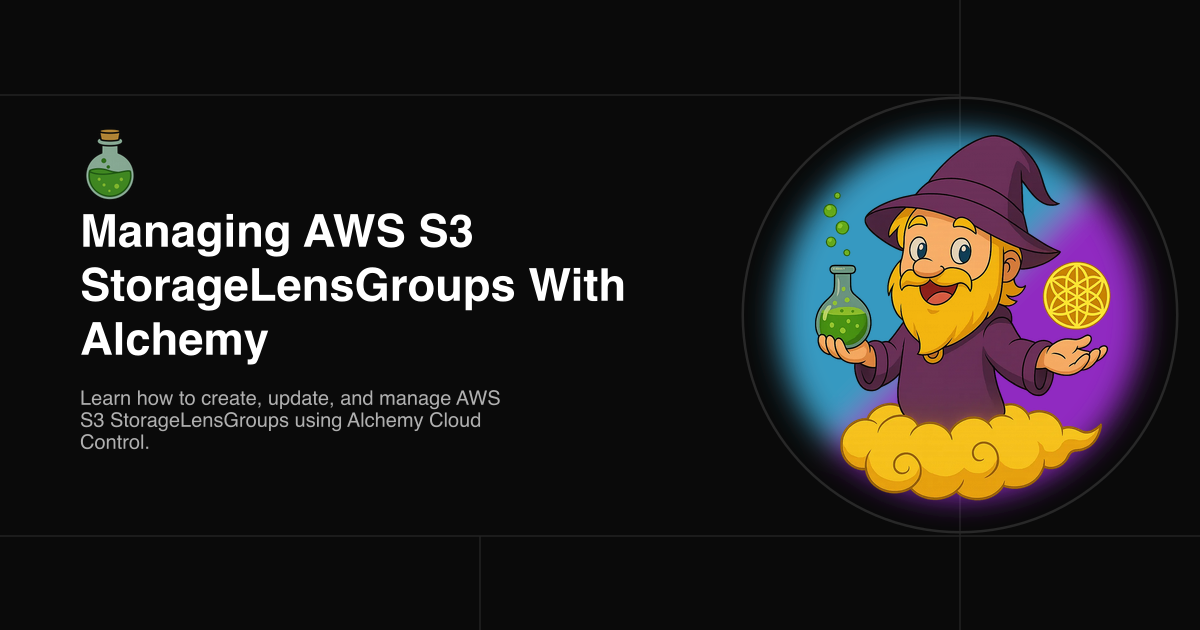 Managing AWS S3
StorageLensGroups With
Alchemy
Learn how to create, update, and manage AWS
S3 StorageLensGroups using Alchemy Cloud
Control.